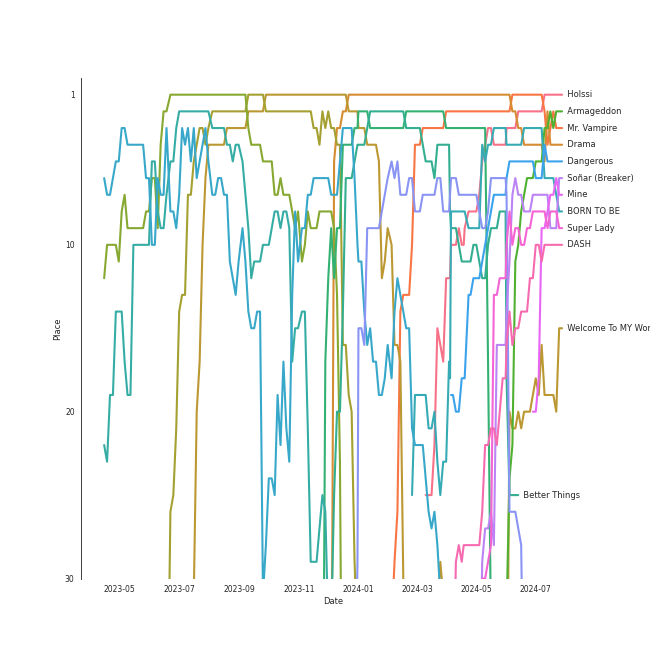 1
10
20
30
Place
2023-05
2023-07
2023-09
2023-11
2024-01
2024-03
2024-05
2024-07
Date
Holssi
Armageddon
Mr. Vampire
Drama
Dangerous
Soñar (Breaker)
Mine
BORN TO BE
Super Lady
DASH
Welcome To MY Wor
Better Things